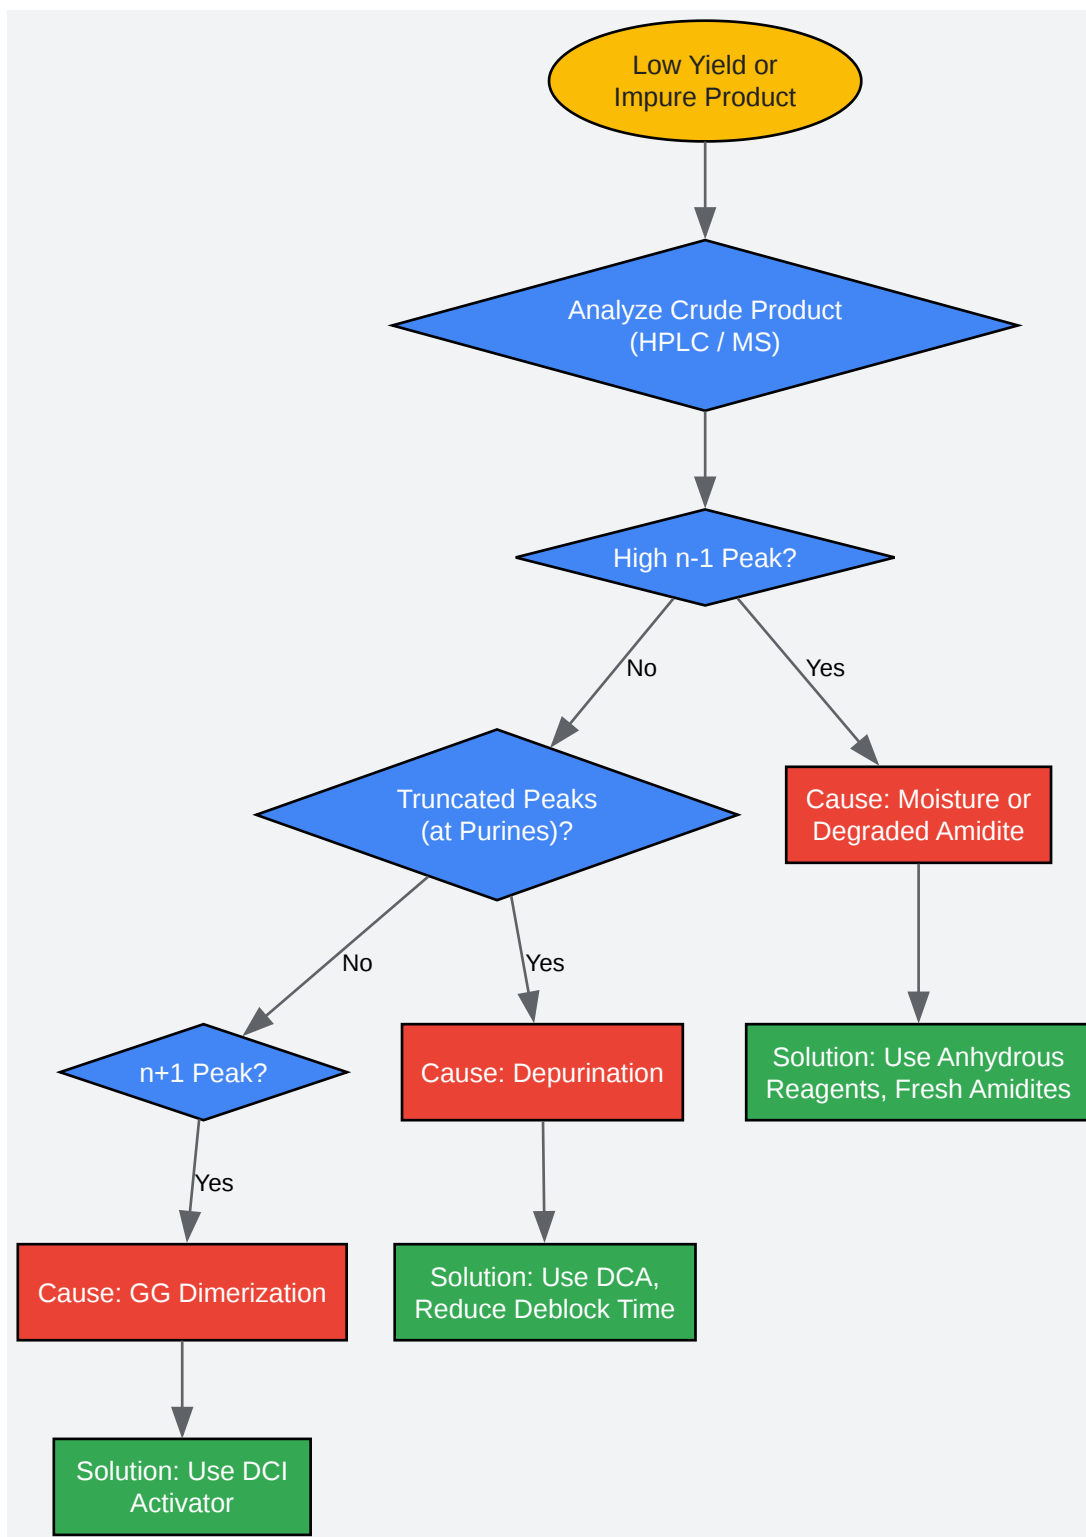 Low Yield or
Impure Product
Analyze Crude Product
(HPLC / MS)
High n-1 Peak?
No
Yes
Truncated Peaks
(at Purines)?
Cause: Moisture or
Degraded Amidite
No
Yes
n+1 Peak?
Cause: Depurination
Solution: Use Anhydrous
Reagents, Fresh Amidites
Yes
Cause: GG Dimerization
Solution: Use DCA,
Reduce Deblock Time
Solution: Use DCI
Activator